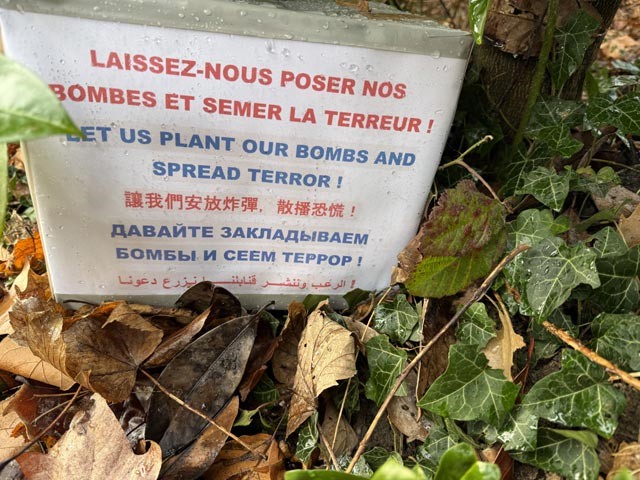 LAISSEZ-NOUS POSER NOS
BOMBES ET SEMER LA TERREUR !
LET US PLANT OUR BOMBS AND
SPREAD TERROR !
讓我們安放炸彈，散播恐慌！
ДАВАЙТЕ ЗАКЛАДЫВАЕМ
БОМБЫ И СЕЕМ ТЕРРОР !
! الرعب وننشر قنابلنا نزرع دعونا